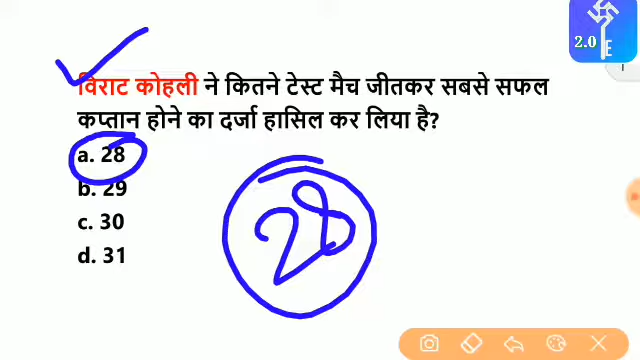 2.0 E
विराट कोहली ने कितने टेस्ट मैच जीतकर सबसे सफल
कप्तान होने का दर्जा हासिल कर लिया है?
a. 28
b. 29
c. 30
d. 31
28